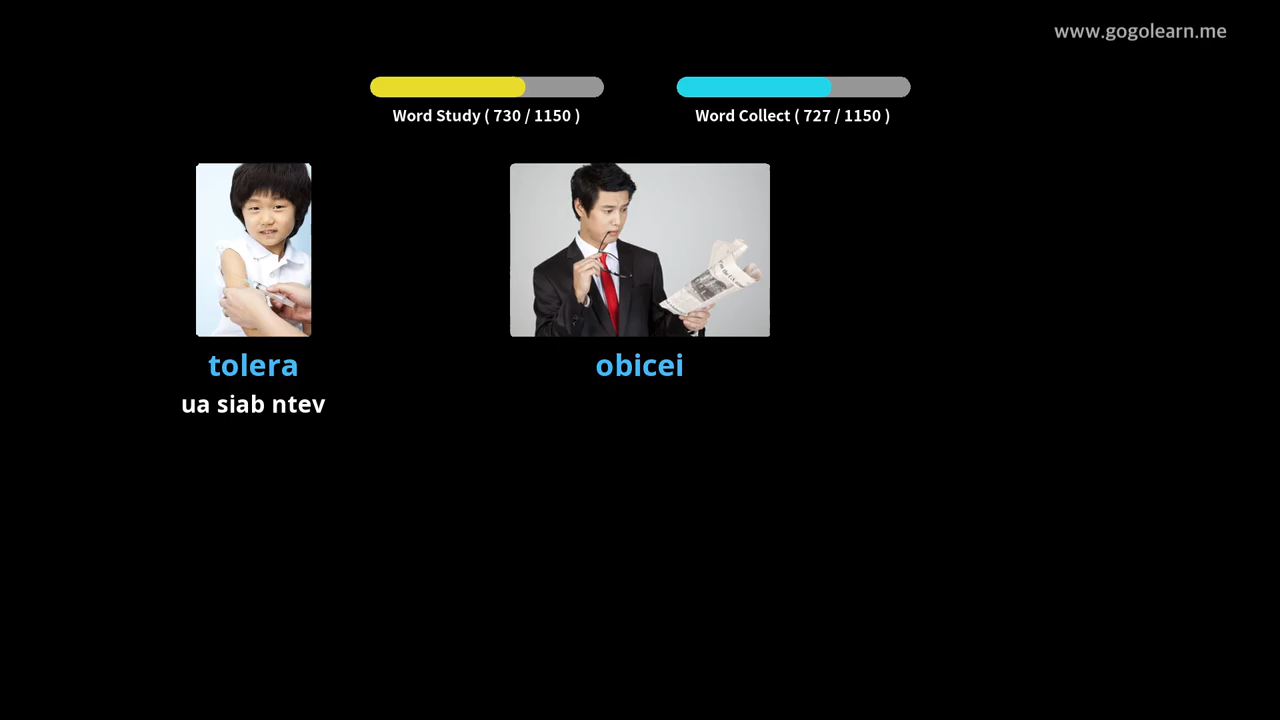 www.gogolearn.me
Word Study ( 730 / 1150 )
Word Collect ( 727 / 1150 )
tolera
obicei
ua siab ntev